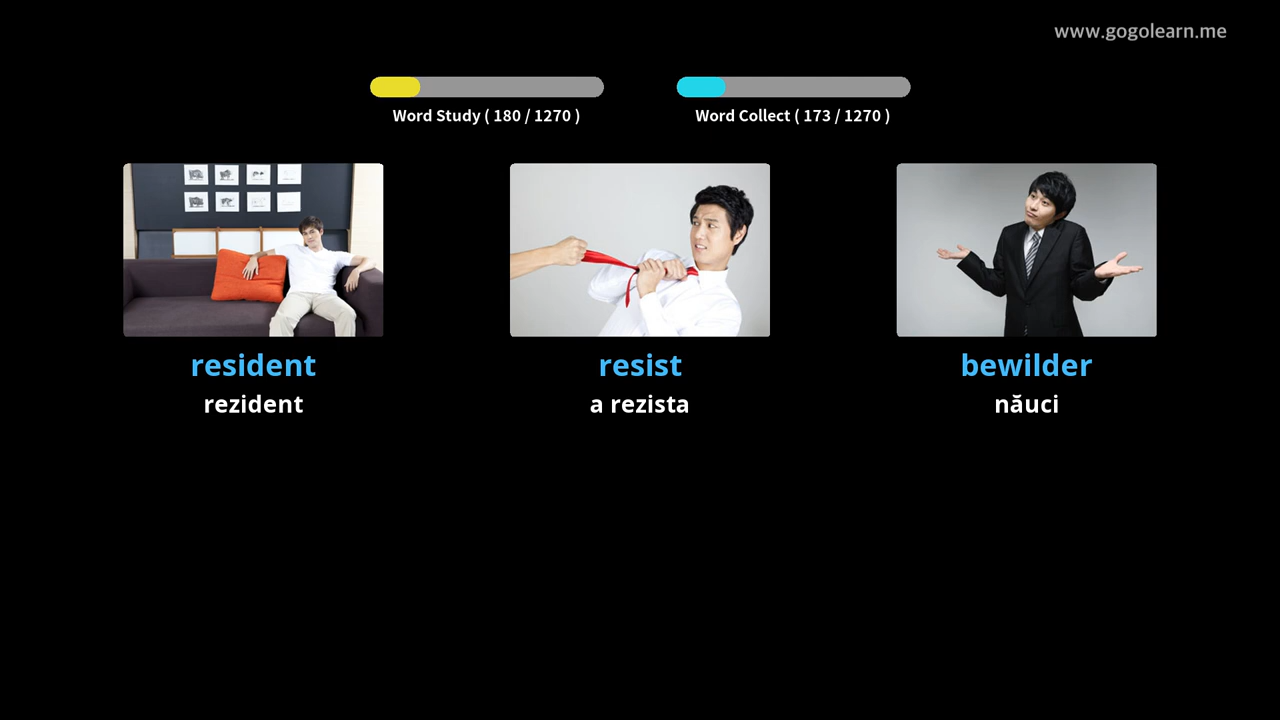 www.gogolearn.me
Word Study ( 180 / 1270 )
Word Collect ( 173 / 1270 )
resident
rezident
resist
a rezista
bewilder
năuci